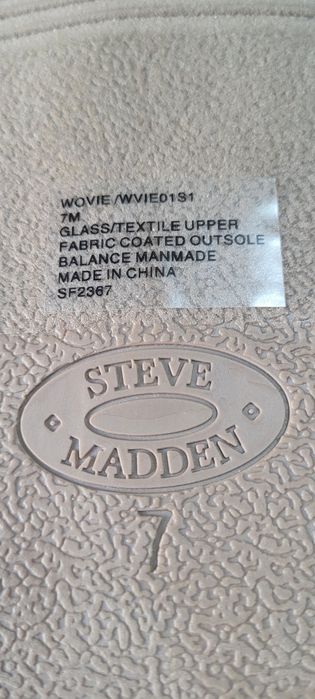 WOVIE /WVIE01S1
7M
GLASS/TEXTILE UPPER
FABRIC COATED OUTSOLE
BALANCE MANMADE
MADE IN CHINA
SF2367
STEVE
MADDEN
7